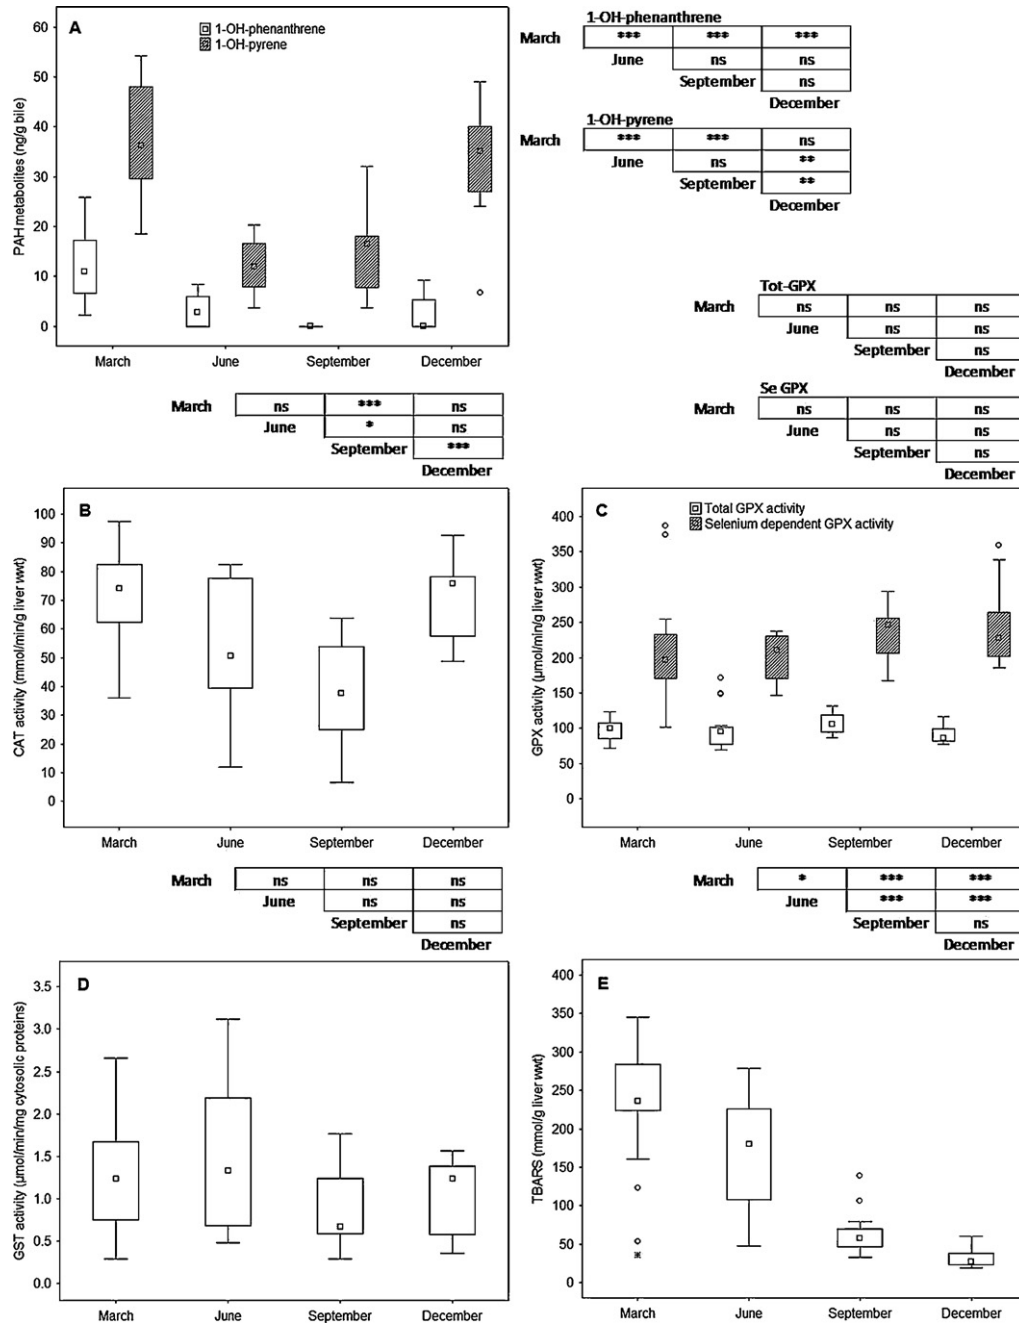 A
1-OH-phenanthrene
1-OH-pyrene
PAH metabolites (ng/g bile)
60
50
40
30
20
10
0
March June September December
1-OH-phenanthrene
March *** *** ***
June ns ns
September ns
December
1-OH-pyrene
March *** *** ns
June ns **
September **
December
Tot-GPX
March ns ns ns
June ns ns
September ns
December
Se GPX
March ns ns ns
June ns ns
September ns
December
March ns *** ns
June * ns
September ***
December
B
CAT activity (mmol/min/g liver wwt)
100
90
80
70
60
50
40
30
20
10
0
March June September December
C
Total GPX activity
Selenium dependent GPX activity
GPX activity (µmol/min/g liver wwt)
400
350
300
250
200
150
100
50
0
March June September December
March ns ns ns
June ns ns
September ns
December
D
GST activity (µmol/min/mg cytosolic proteins)
3.5
3.0
2.5
2.0
1.5
1.0
0.5
0.0
March June September December
March * *** ***
June *** ***
September ns
December
E
TBARS (mmol/g liver wwt)
400
350
300
250
200
150
100
50
0
March June September December